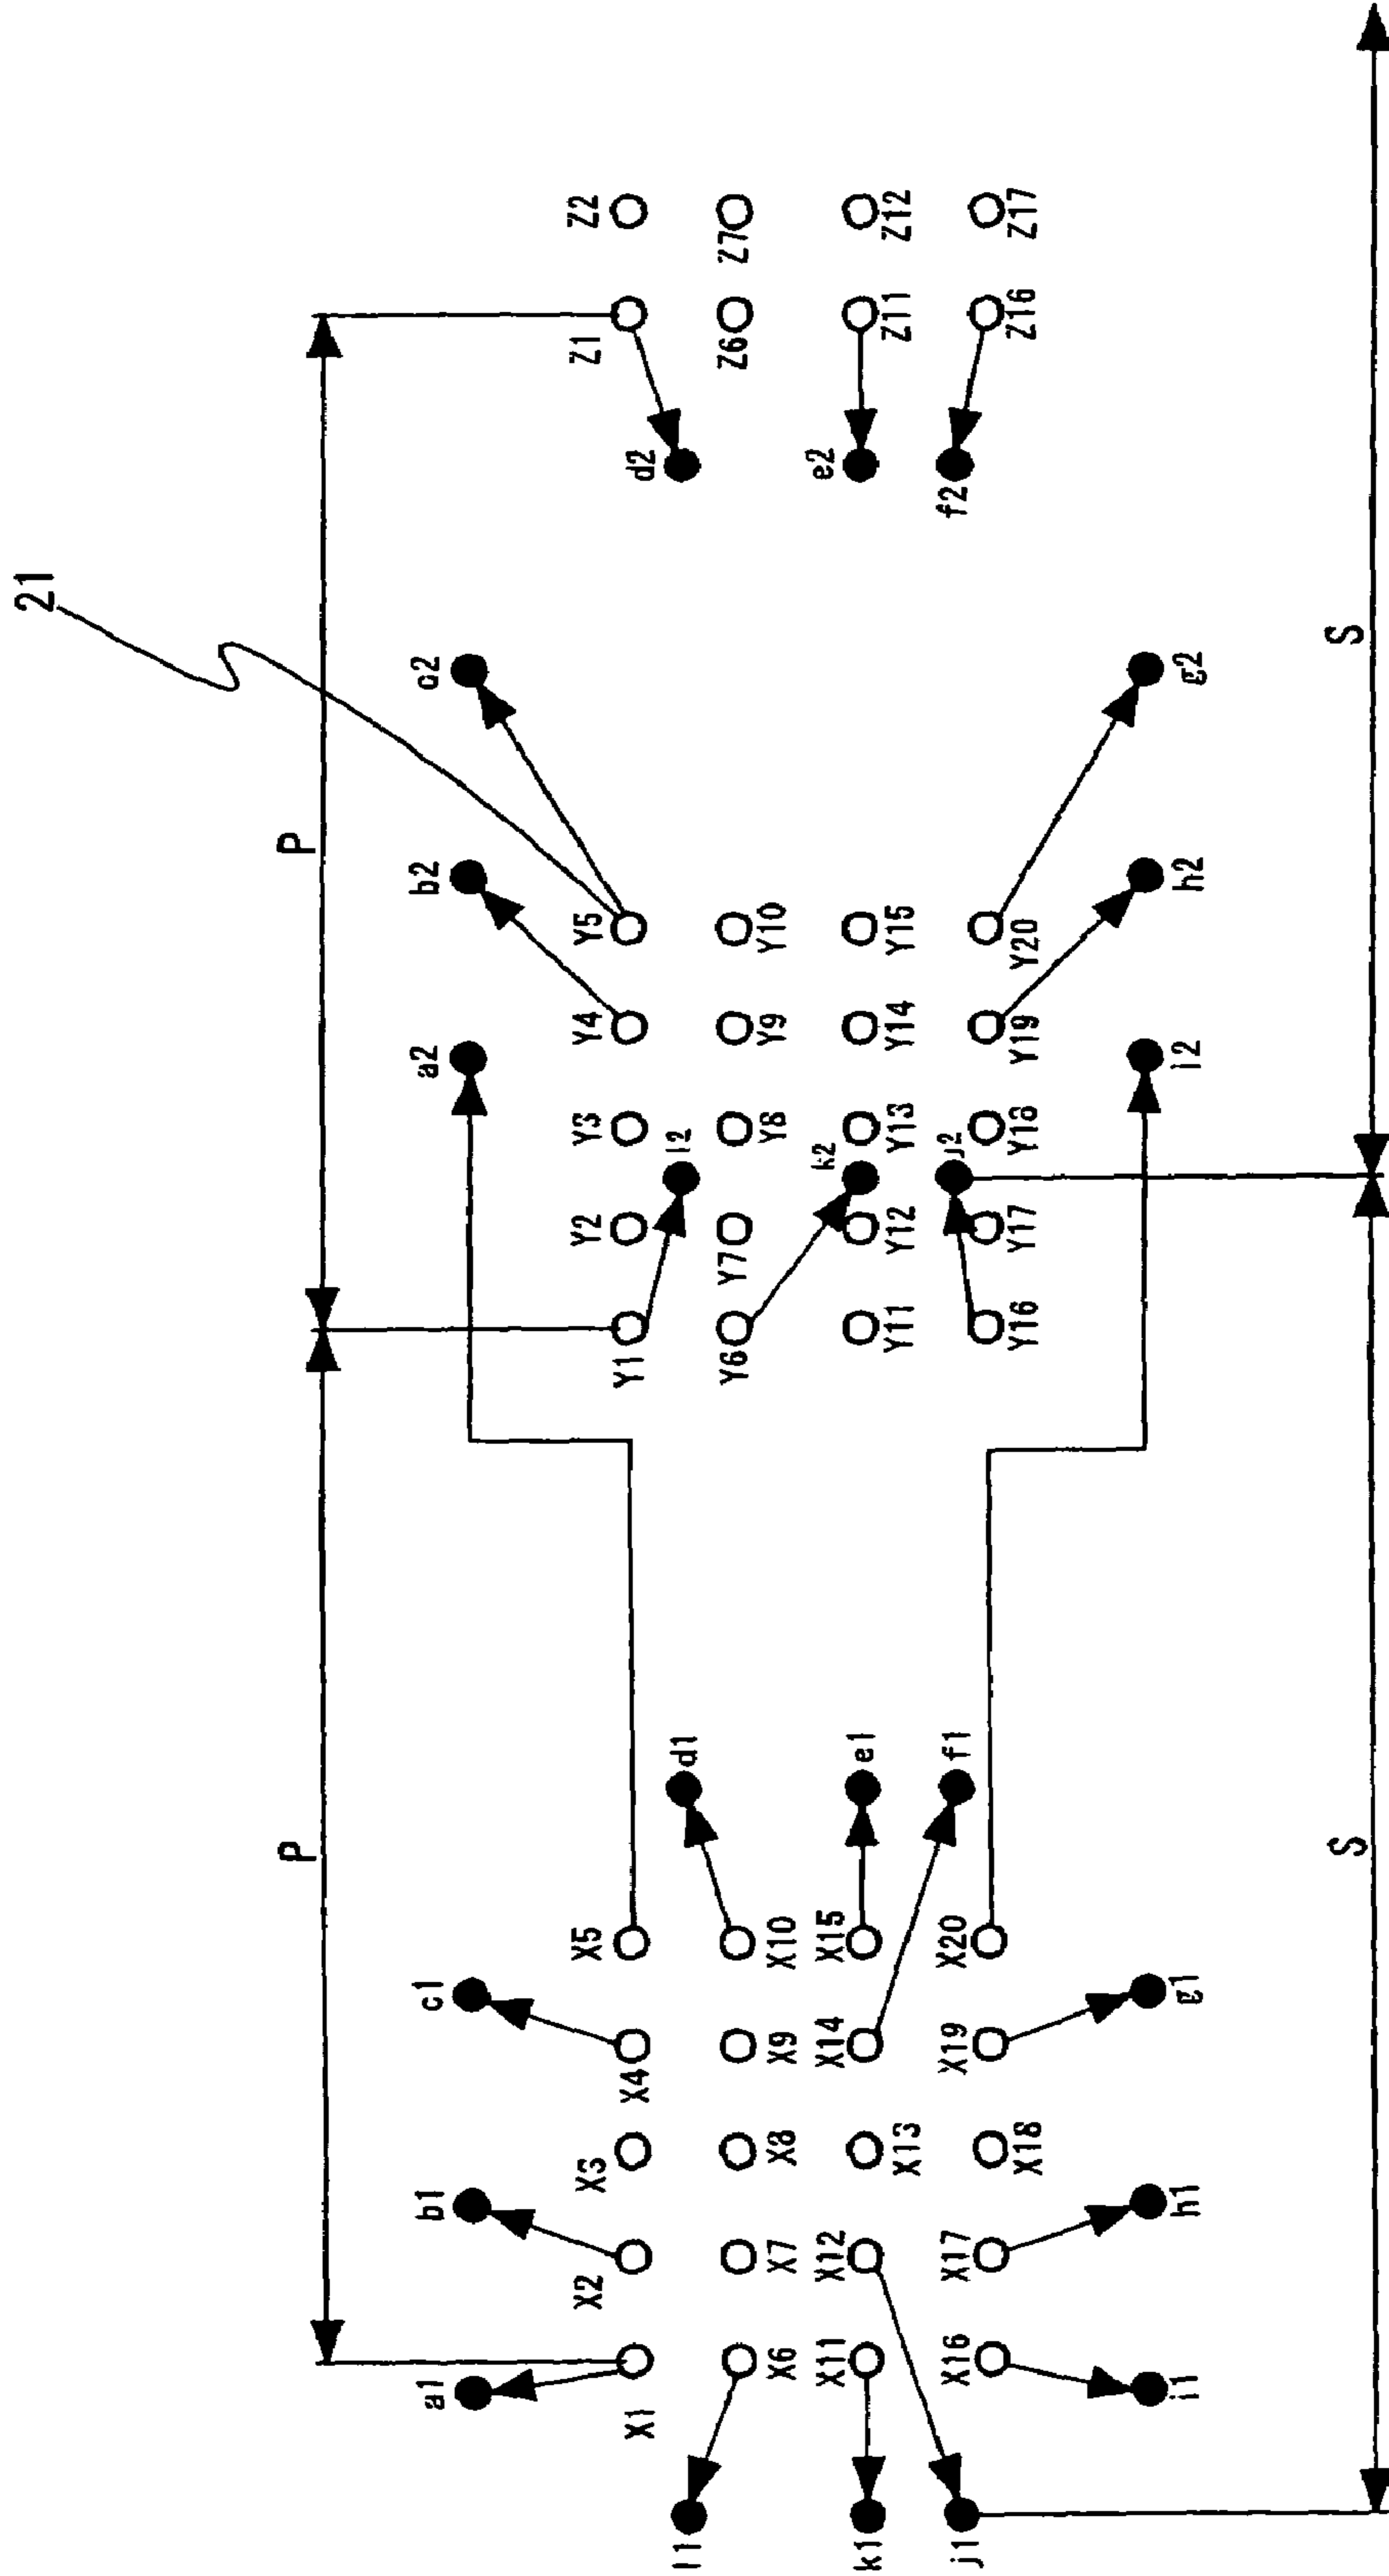 21
P P
a1 b1 c1 a2 b2 c2
X1 X2 X3 X4 X5 Y1 Y2 Y3 Y4 Y5 Z1 Z2
l1 d1 l2 d2
X6 X7 X8 X9 X10 Y6 Y7 Y8 Y9 Y10 Z6 Z7
k1 e1 k2 e2
X11 X12 X13 X14 X15 Y11 Y12 Y13 Y14 Y15 Z11 Z12
j1 f1 j2 f2
X16 X17 X18 X19 X20 Y16 Y17 Y18 Y19 Y20 Z16 Z17
i1 h1 g1 i2 h2 g2
S S